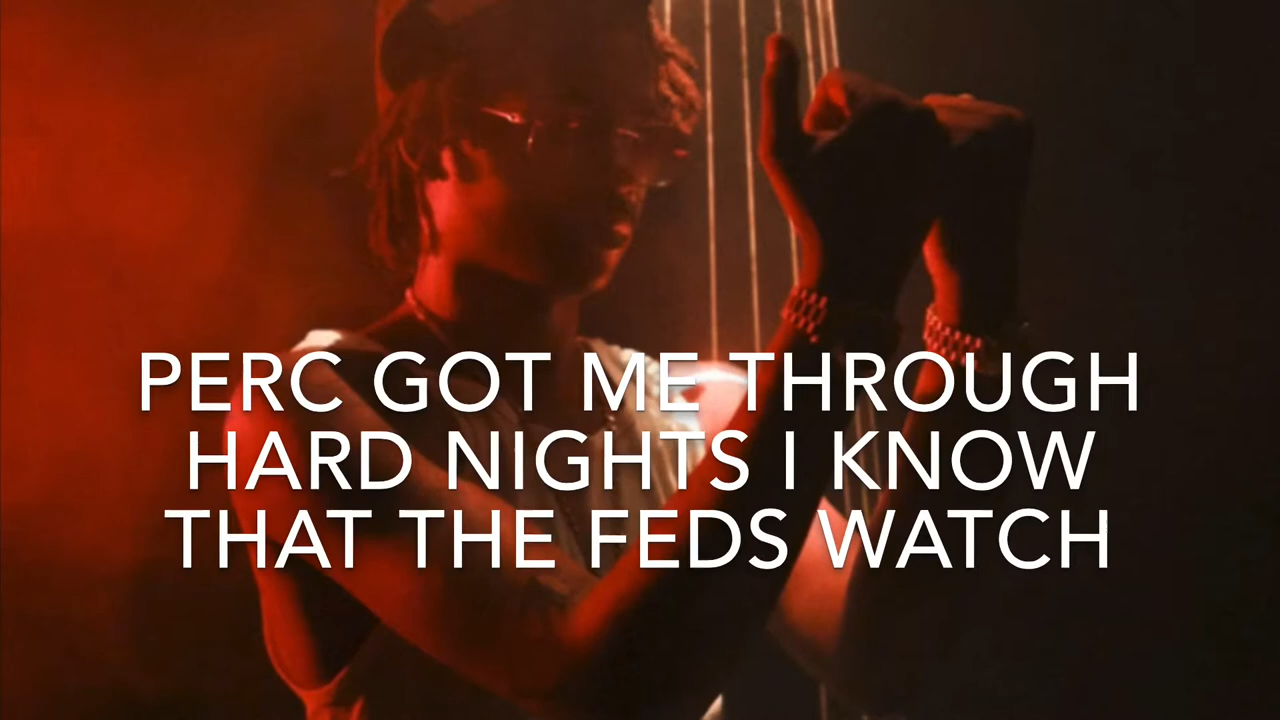 PERC GOT ME THROUGH
HARD NIGHTS I KNOW
THAT THE FEDS WATCH